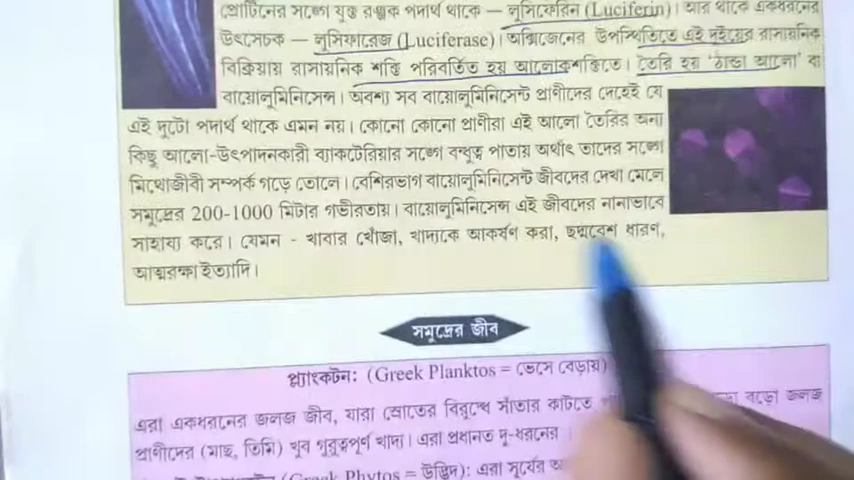 প্রোটিনের সঙ্গে যুক্ত রঞ্জক পদার্থ থাকে — লুসিফেরিন (Luciferin)। আর থাকে একধরনের
উৎসেচক — লুসিফারেজ (Luciferase)। অক্সিজেনের উপস্থিতিতে এই দুইয়ের রাসায়নিক
বিক্রিয়ায় রাসায়নিক শক্তি পরিবর্তিত হয় আলোকশক্তিতে। তৈরি হয় 'ঠান্ডা আলো' বা
বায়োলুমিনিসেন্স। অবশ্য সব বায়োলুমিনিসেন্ট প্রাণীদের দেহেই যে
এই দুটো পদার্থ থাকে এমন নয়। কোনো কোনো প্রাণীরা এই আলো তৈরির অন্য
কিছু আলো-উৎপাদনকারী ব্যাকটেরিয়ার সঙ্গে বন্ধুত্ব পাতায় অর্থাৎ তাদের সঙ্গে
মিথোজীবী সম্পর্ক গড়ে তোলে। বেশিরভাগ বায়োলুমিনিসেন্ট জীবদের দেখা মেলে
সমুদ্রের 200-1000 মিটার গভীরতায়। বায়োলুমিনিসেন্স এই জীবদের নানাভাবে
সাহায্য করে। যেমন - খাবার খোঁজা, খাদ্যকে আকর্ষণ করা, ছদ্মবেশ ধারণ,
আত্মরক্ষা ইত্যাদি।
সমুদ্রের জীব
প্ল্যাংকটন: (Greek Planktos = ভেসে বেড়ায়)
এরা একধরনের জলজ জীব, যারা স্রোতের বিরুদ্ধে সাঁতার কাটতে বড়ো জলজ
প্রাণীদের (মাছ, তিমি) খুব গুরুত্বপূর্ণ খাদ্য। এরা প্রধানত দু-ধরনের
(Greek Phytos = উদ্ভিদ): এরা সূর্যের